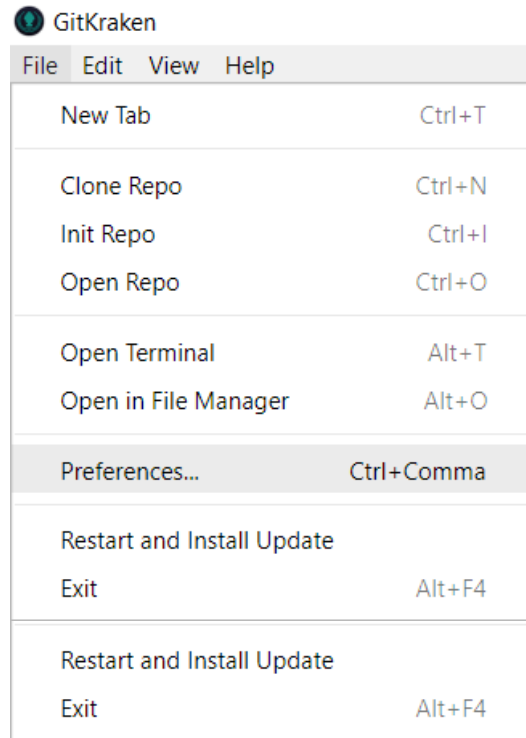 GitKraken
File Edit View Help
New Tab Ctrl+T
Clone Repo Ctrl+N
Init Repo Ctrl+I
Open Repo Ctrl+O
Open Terminal Alt+T
Open in File Manager Alt+O
Preferences... Ctrl+Comma
Restart and Install Update
Exit Alt+F4
Restart and Install Update
Exit Alt+F4